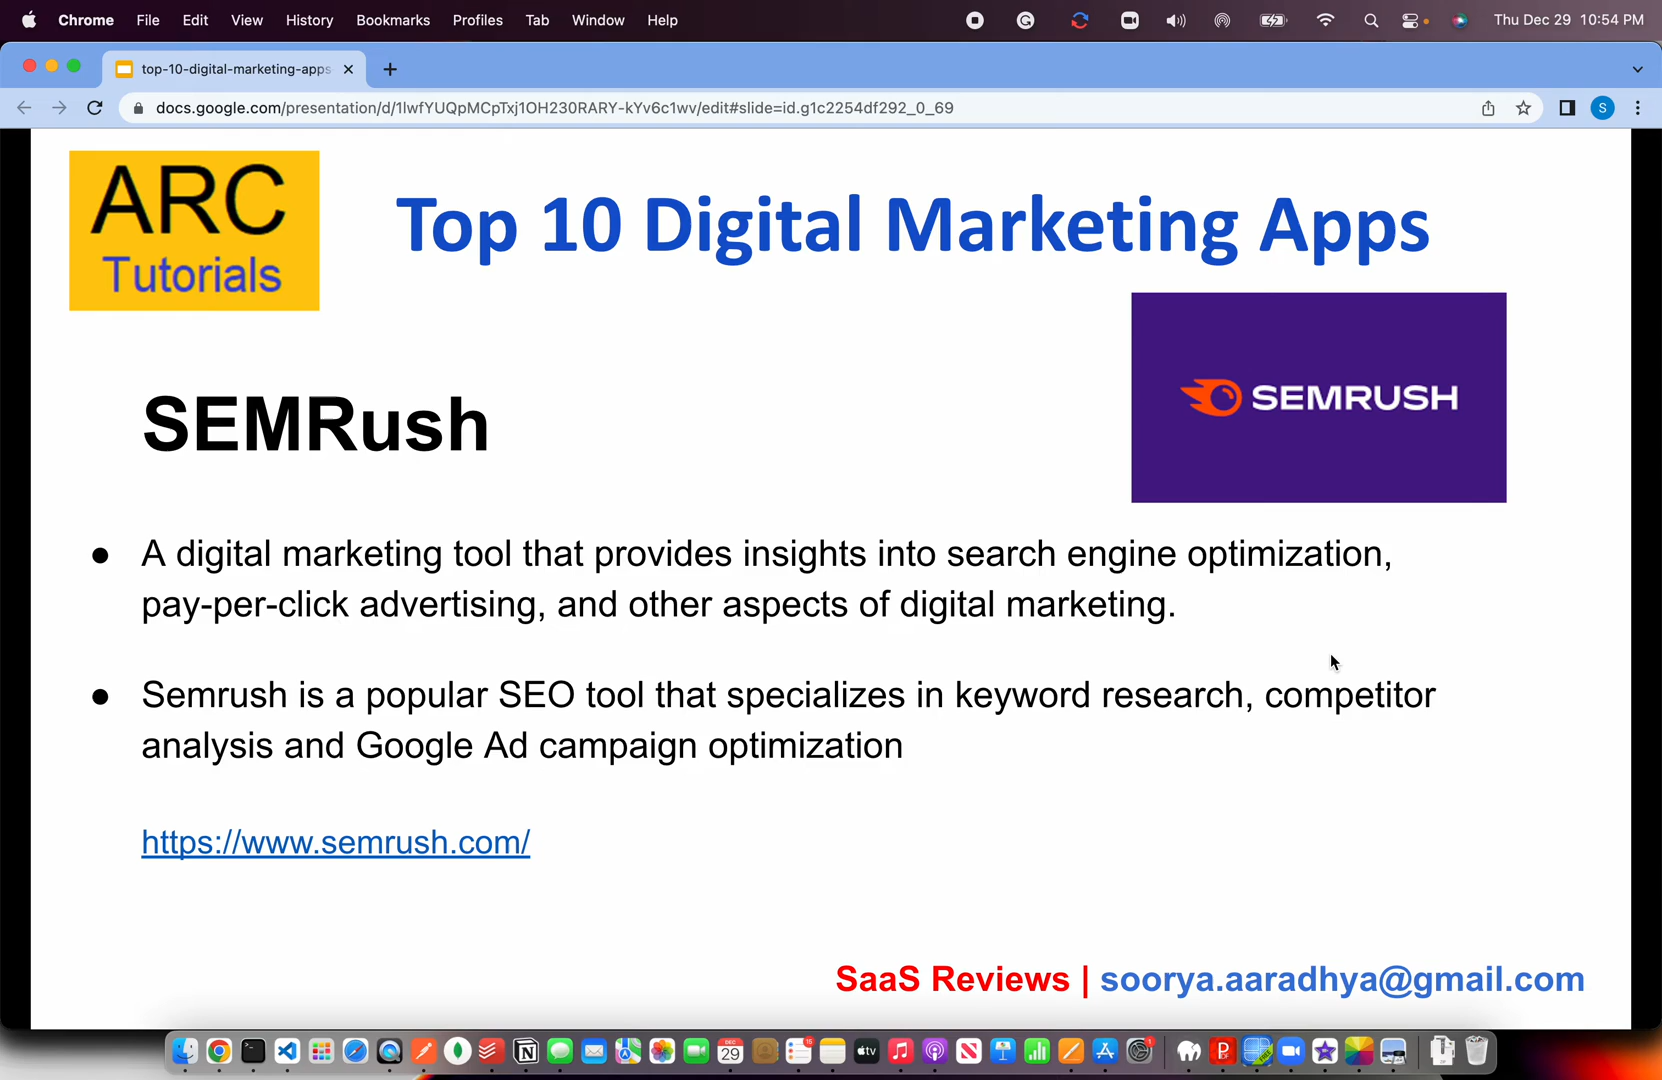 Chrome File Edit View History Bookmarks Profiles Tab Window Help Thu Dec 29 10:54 PM
top-10-digital-marketing-apps
docs.google.com/presentation/d/1lwfYUQpMCpTxj1OH230RARY-kYv6c1wv/edit#slide=id.g1c2254df292_0_69
S
ARC
Tutorials
Top 10 Digital Marketing Apps
SEMRUSH
SEMRush
● A digital marketing tool that provides insights into search engine optimization,
pay-per-click advertising, and other aspects of digital marketing.
● Semrush is a popular SEO tool that specializes in keyword research, competitor
analysis and Google Ad campaign optimization
https://www.semrush.com/
SaaS Reviews | soorya.aaradhya@gmail.com
DEC
29
tv